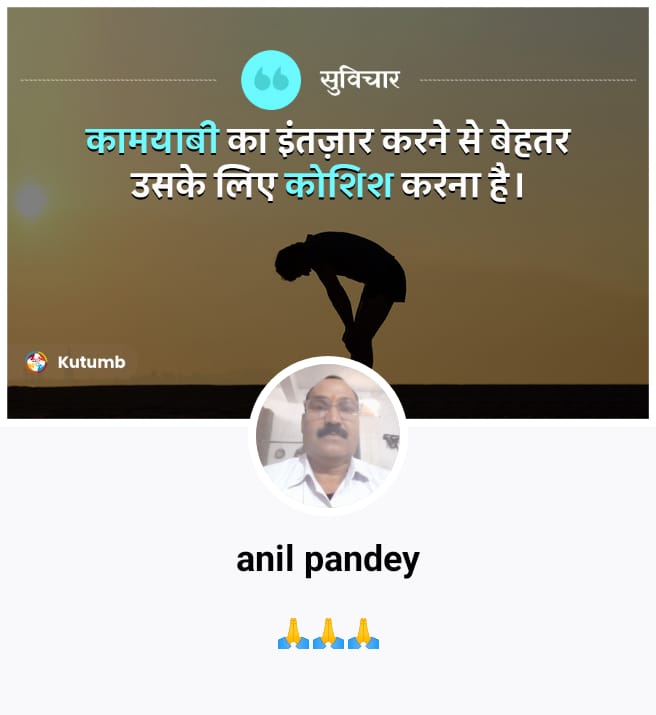 सुविचार
कामयाबी का इंतज़ार करने से बेहतर
उसके लिए कोशिश करना है।
Kutumb
anil pandey
🙏🙏🙏